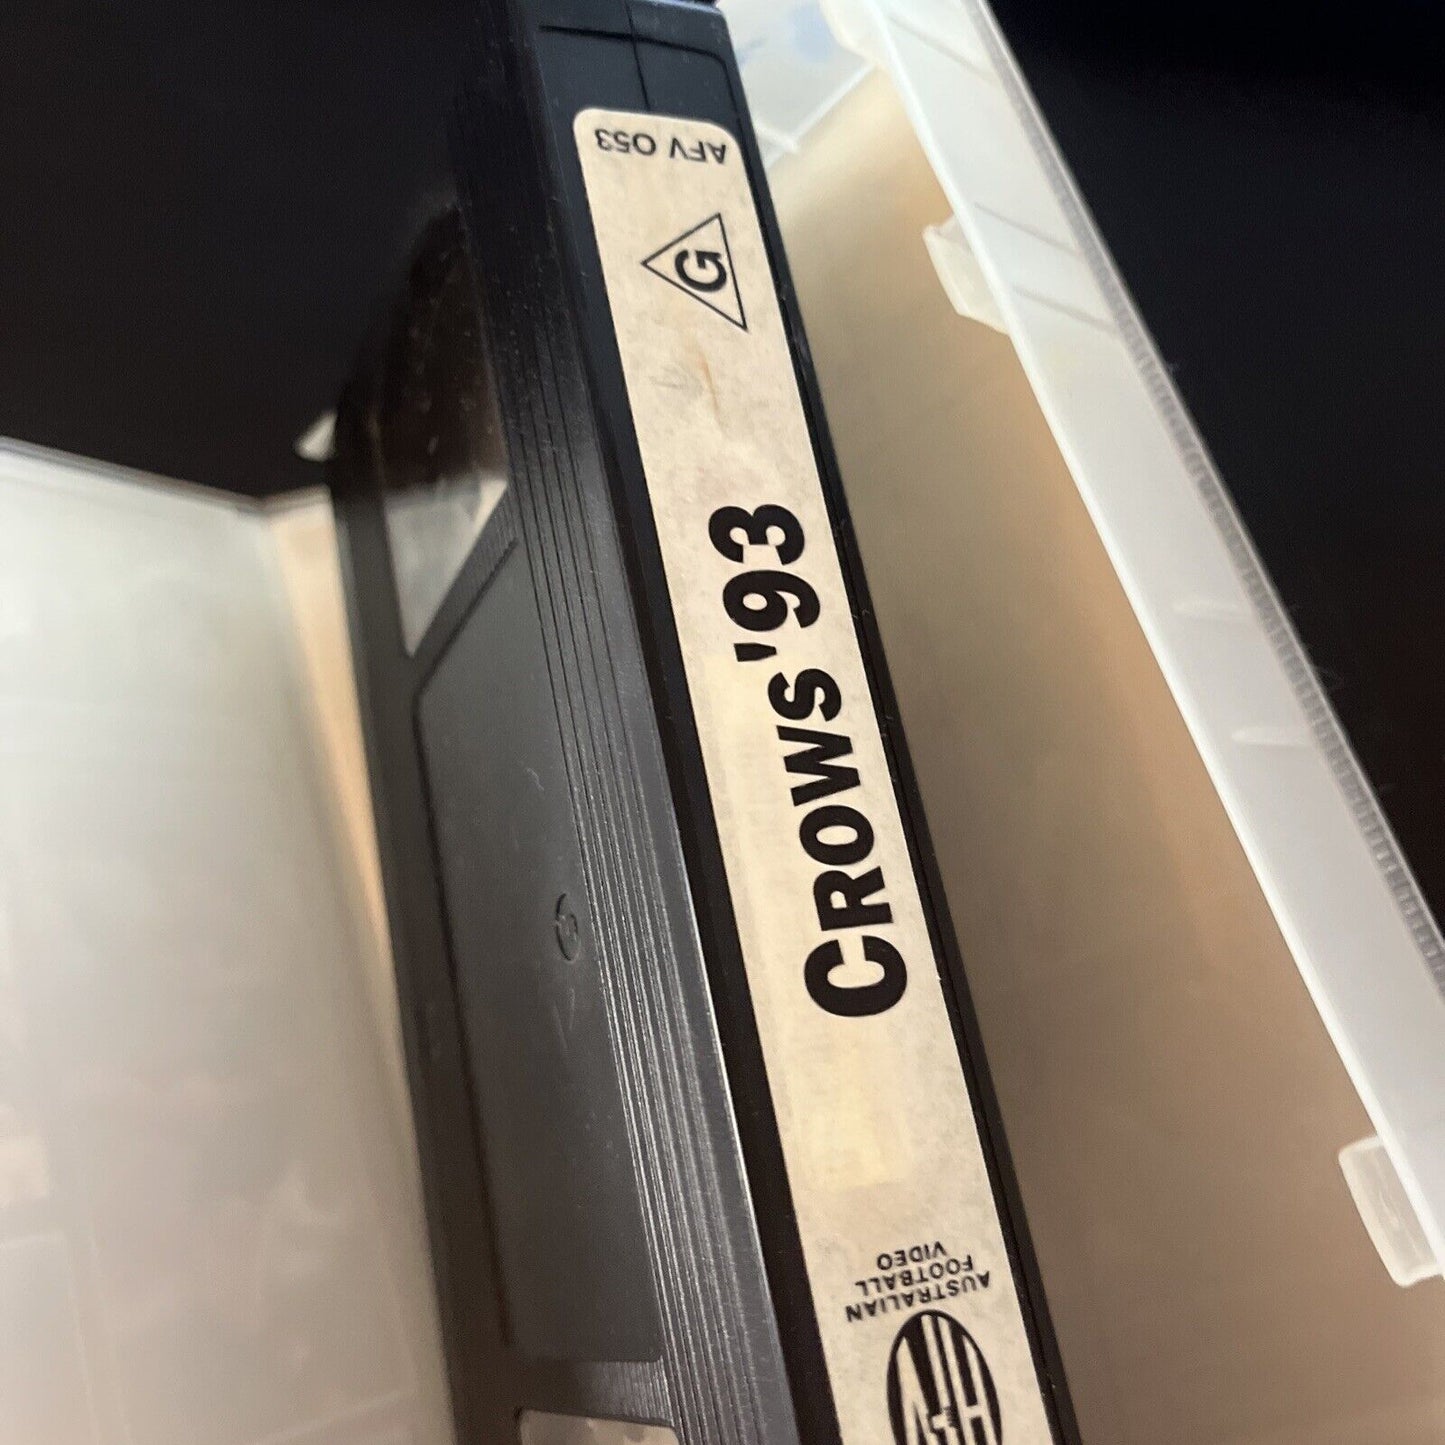 AFV 053
G
CROWS '93
AUSTRALIAN
FOOTBALL
VIDEO